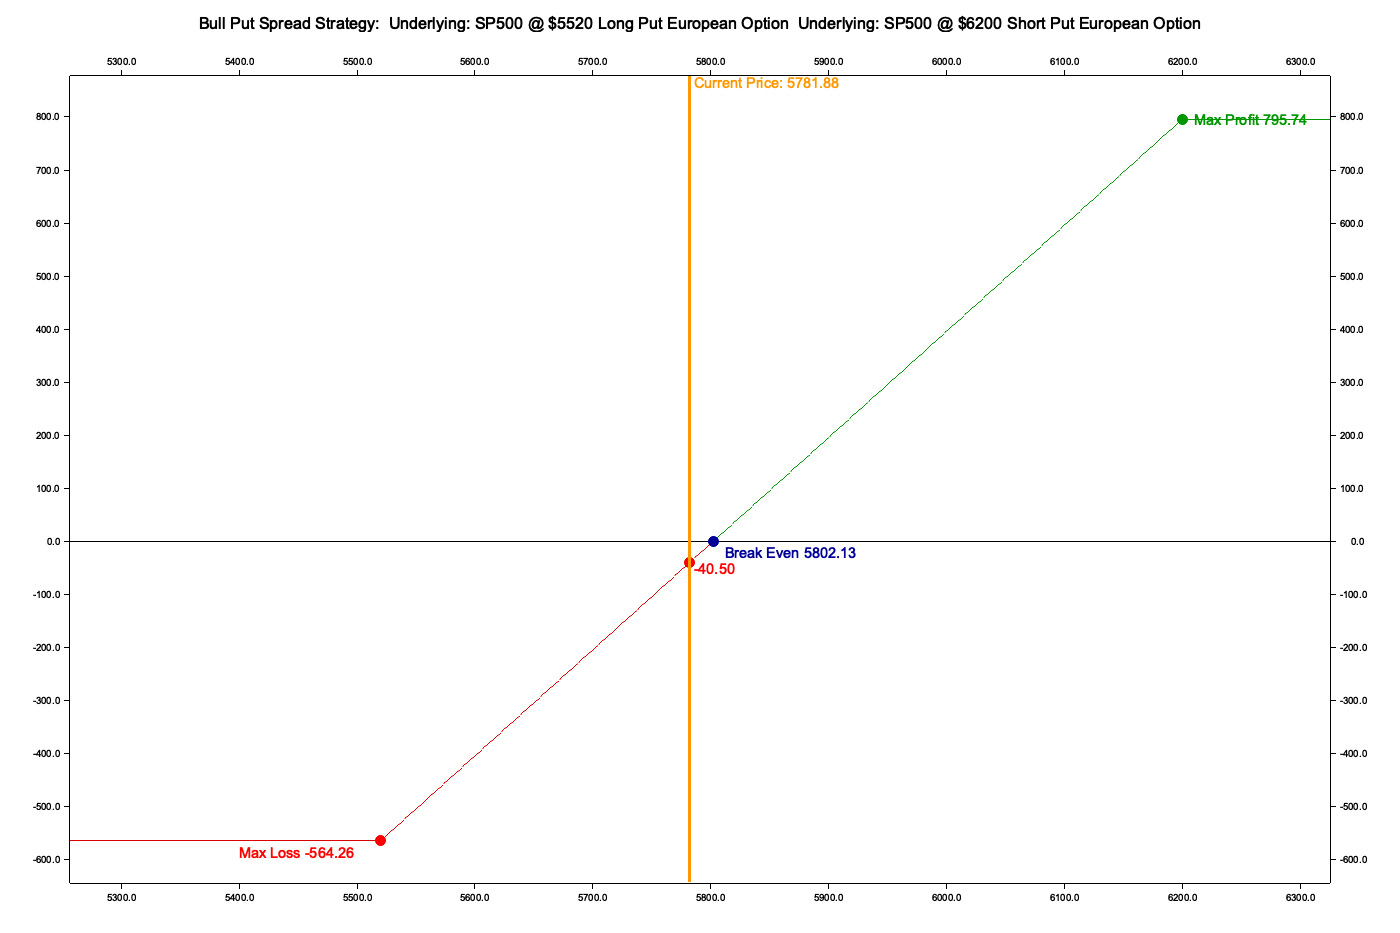 Bull Put Spread Strategy:  Underlying: SP500 @ $5520 Long Put European Option  Underlying: SP500 @ $6200 Short Put European Option
5300.0 5400.0 5500.0 5600.0 5700.0 5800.0 5900.0 6000.0 6100.0 6200.0 6300.0
Current Price: 5781.88
800.0 Max Profit 795.74 800.0
700.0 700.0
600.0 600.0
500.0 500.0
400.0 400.0
300.0 300.0
200.0 200.0
100.0 100.0
0.0 0.0
Break Even 5802.13
-40.50
-100.0 -100.0
-200.0 -200.0
-300.0 -300.0
-400.0 -400.0
-500.0 -500.0
Max Loss -564.26
-600.0 -600.0
5300.0 5400.0 5500.0 5600.0 5700.0 5800.0 5900.0 6000.0 6100.0 6200.0 6300.0